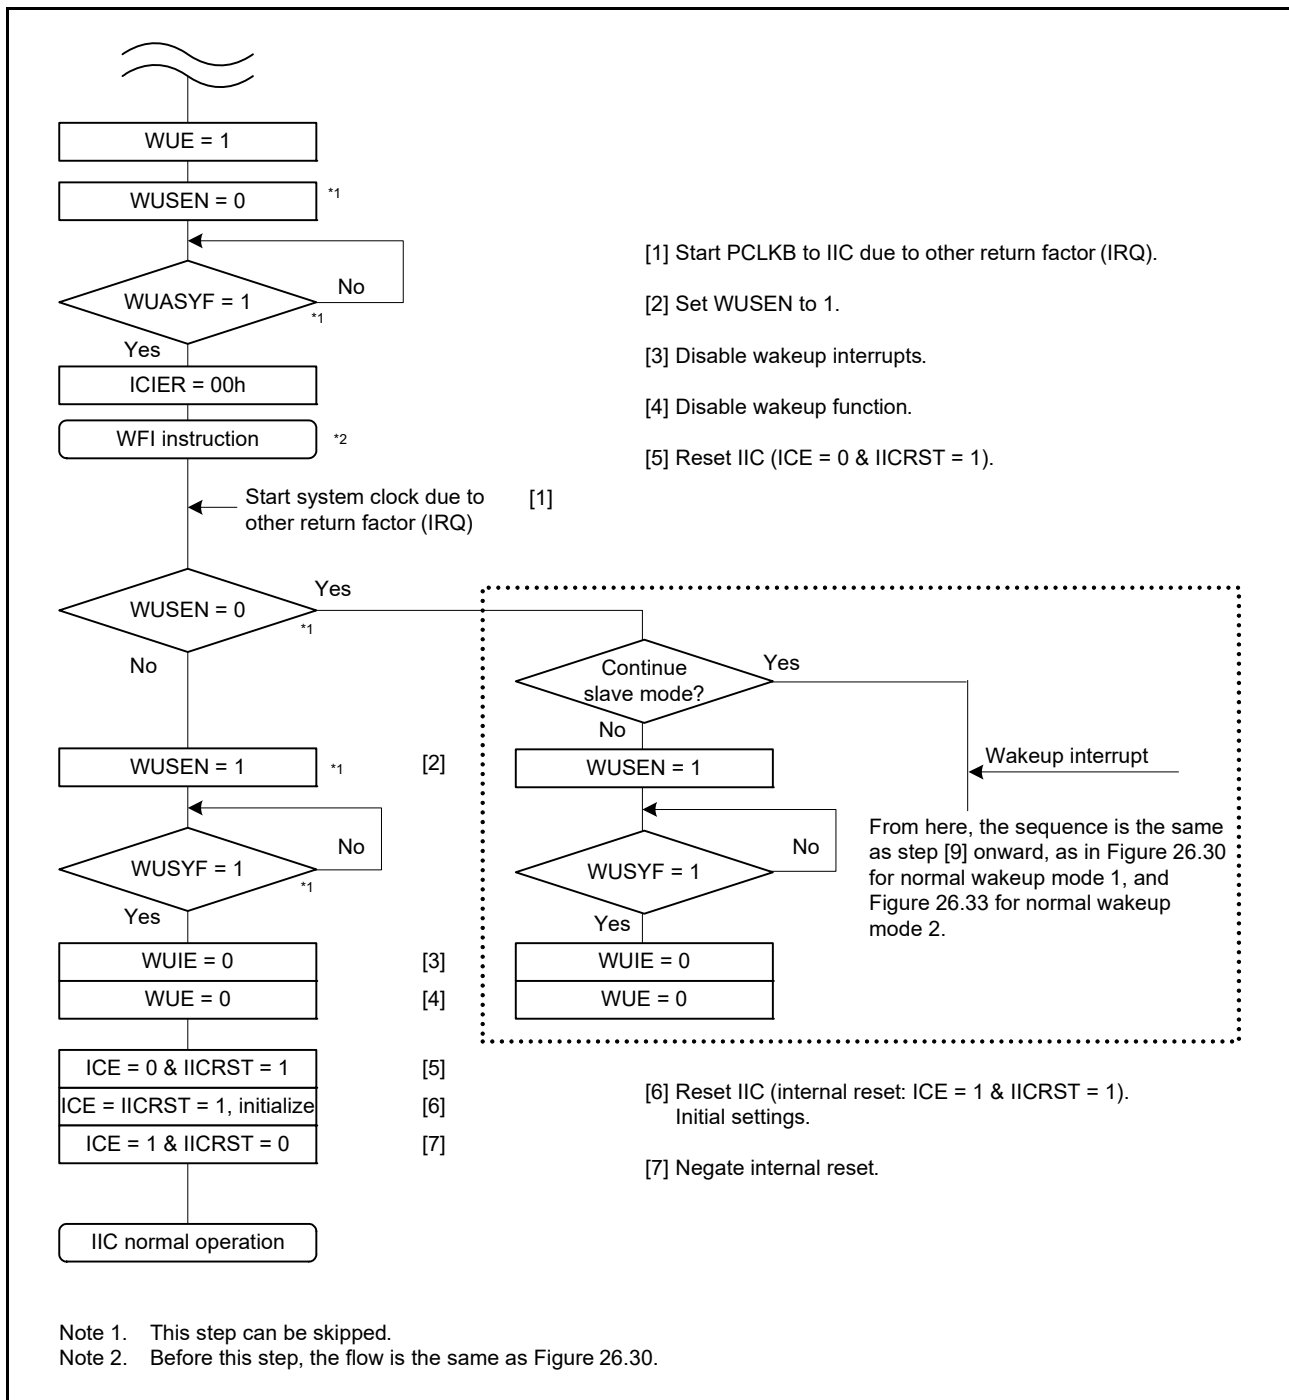 WUE = 1
WUSEN = 0 *1
No
WUASYF = 1
*1
Yes
ICIER = 00h
WFI instruction *2
[1] Start PCLKB to IIC due to other return factor (IRQ).
[2] Set WUSEN to 1.
[3] Disable wakeup interrupts.
[4] Disable wakeup function.
[5] Reset IIC (ICE = 0 & IICRST = 1).
Start system clock due to [1]
other return factor (IRQ)
Yes
WUSEN = 0
*1
No
WUSEN = 1 *1 [2]
No
WUSYF = 1
*1
Yes
WUIE = 0 [3]
WUE = 0 [4]
ICE = 0 & IICRST = 1 [5]
ICE = IICRST = 1, initialize [6]
ICE = 1 & IICRST = 0 [7]
IIC normal operation
Continue
slave mode?
Yes
No
WUSEN = 1
No
WUSYF = 1
Yes
WUIE = 0
WUE = 0
Wakeup interrupt
From here, the sequence is the same
as step [9] onward, as in Figure 26.30
for normal wakeup mode 1, and
Figure 26.33 for normal wakeup
mode 2.
[6] Reset IIC (internal reset: ICE = 1 & IICRST = 1).
Initial settings.
[7] Negate internal reset.
Note 1. This step can be skipped.
Note 2. Before this step, the flow is the same as Figure 26.30.